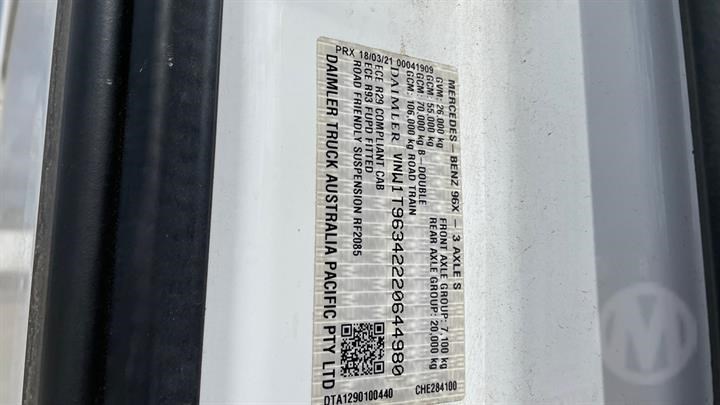 MERCEDES-BENZ 96X - 3 AXLE S
GVM: 26,000 kg FRONT AXLE GROUP: 7,100 kg
GCM: 55,000 kg REAR AXLE GROUP: 20,000 kg
GCM: 70,000 kg B-DOUBLE
GCM: 106,000 kg ROAD TRAIN
DAIMLER VINW1T96342220644980
ECE R29 COMPLIANT CAB
ECE R93 FUPD FITTED
ROAD FRIENDLY SUSPENSION RF2085
DAIMLER TRUCK AUSTRALIA PACIFIC PTY LTD
PRX 18/03/21 00041909
DTA1290100440 CHE284100
M